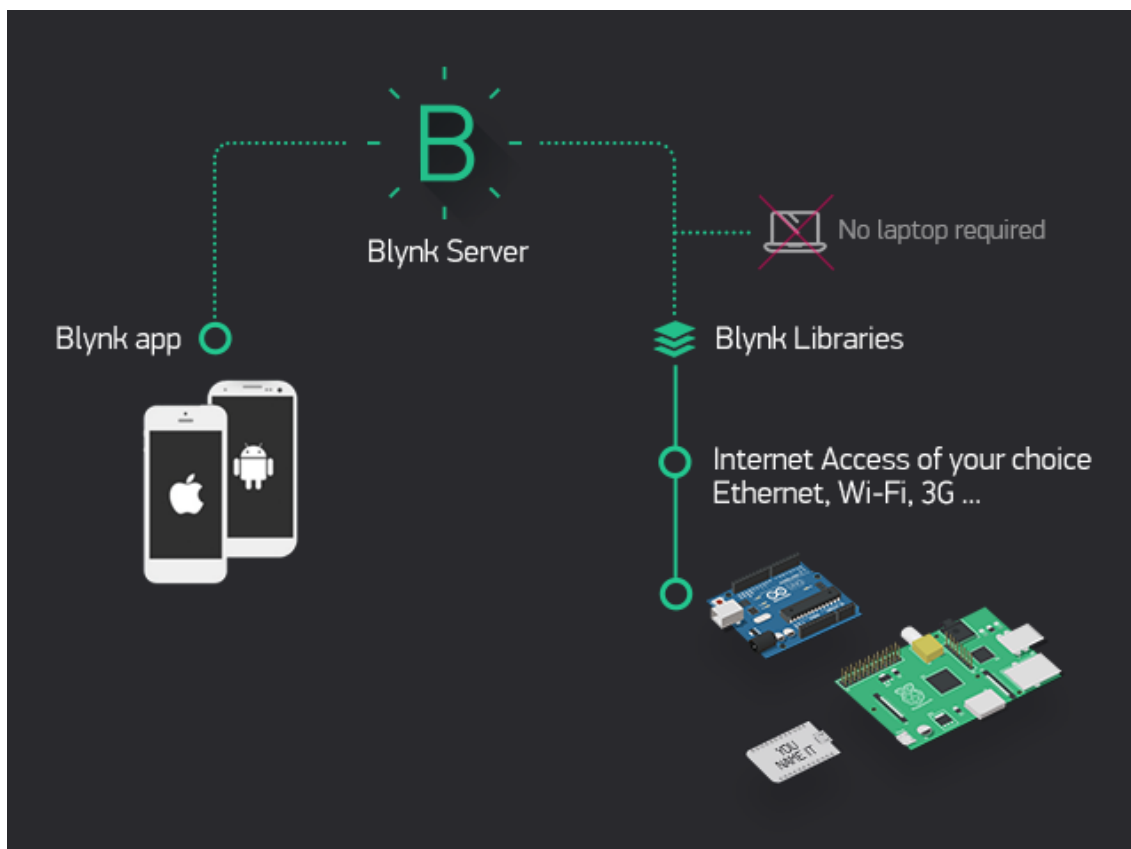 B
Blynk Server
No laptop required
Blynk app
Blynk Libraries
Internet Access of your choice
Ethernet, Wi-Fi, 3G ...
UNO
YOU
NAME IT